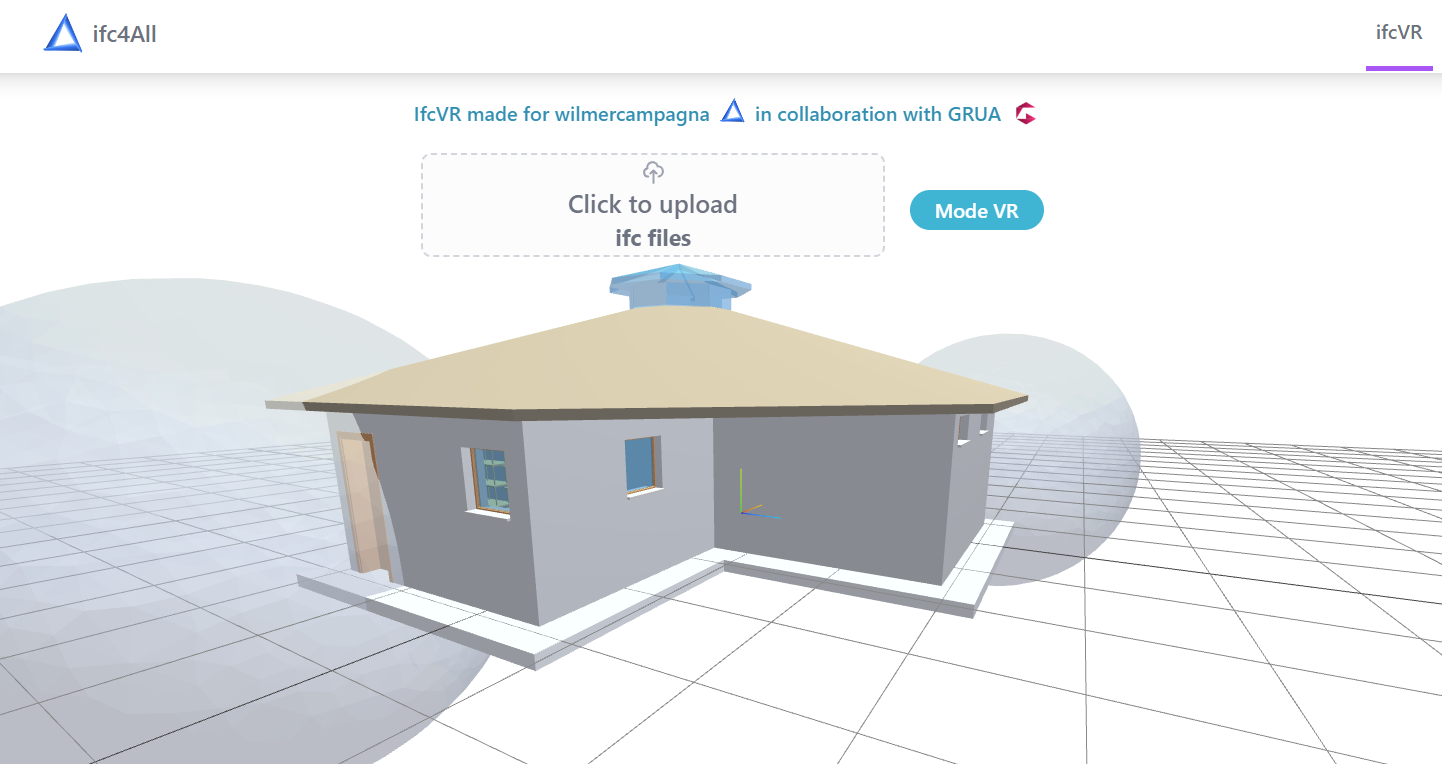 ifc4All
ifcVR
IfcVR made for wilmercampagna in collaboration with GRUA
Click to upload
ifc files
Mode VR